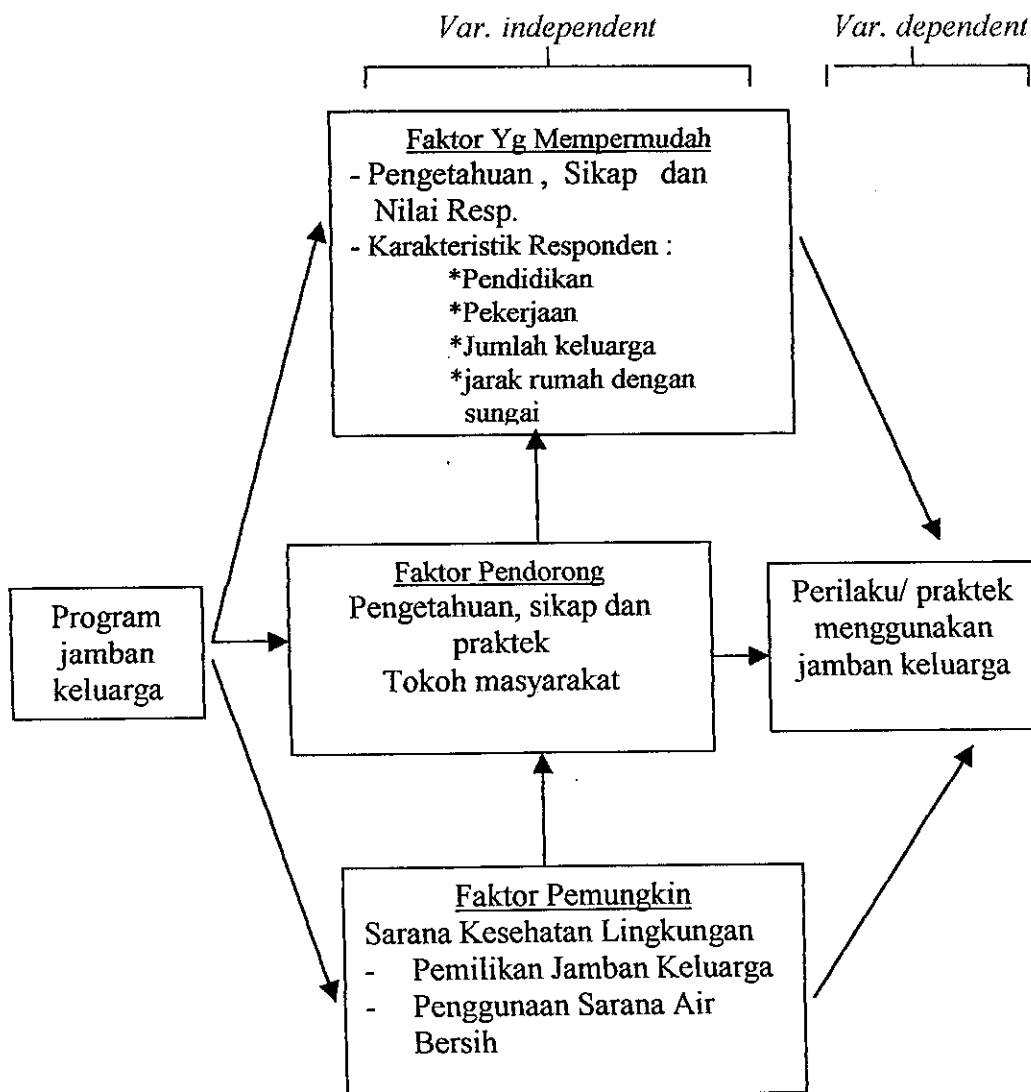 Var. independent
Var. dependent
Faktor Yg Mempermudah
- Pengetahuan , Sikap dan
Nilai Resp.
- Karakteristik Responden :
*Pendidikan
*Pekerjaan
*Jumlah keluarga
*jarak rumah dengan
sungai
Program
jamban
keluarga
Faktor Pendorong
Pengetahuan, sikap dan
praktek
Tokoh masyarakat
Perilaku/ praktek
menggunakan
jamban keluarga
Faktor Pemungkin
Sarana Kesehatan Lingkungan
- Pemilikan Jamban Keluarga
- Penggunaan Sarana Air
Bersih